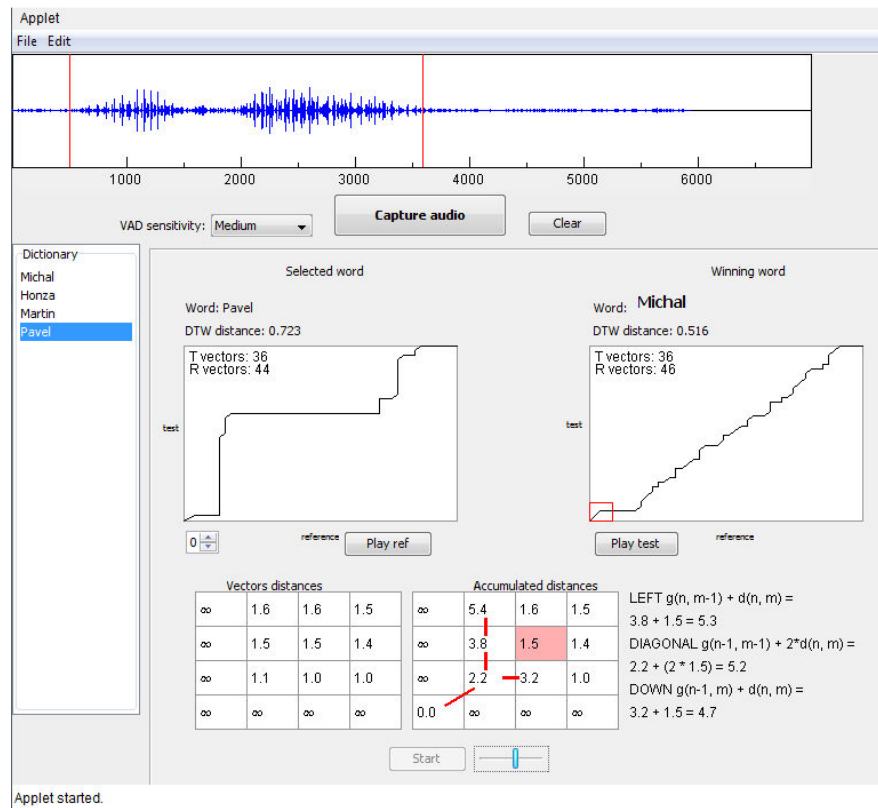 Applet
File Edit
1000 2000 3000 4000 5000 6000
VAD sensitivity: Medium Capture audio Clear
Dictionary
Michal
Honza
Martin
Pavel
Selected word
Word: Pavel
DTW distance: 0.723
T vectors: 36
R vectors: 44
test
0 reference Play ref
Winning word
Word: Michal
DTW distance: 0.516
T vectors: 36
R vectors: 46
test
Play test reference
Vectors distances
∞ 1.6 1.6 1.5
∞ 1.5 1.5 1.4
∞ 1.1 1.0 1.0
∞ ∞ ∞ ∞
Accumulated distances
∞ 5.4 1.6 1.5
∞ 3.8 1.5 1.4
∞ 2.2 3.2 1.0
0.0 ∞ ∞ ∞
LEFT g(n, m-1) + d(n, m) =
3.8 + 1.5 = 5.3
DIAGONAL g(n-1, m-1) + 2*d(n, m) =
2.2 + (2 * 1.5) = 5.2
DOWN g(n-1, m) + d(n, m) =
3.2 + 1.5 = 4.7
Start
Applet started.